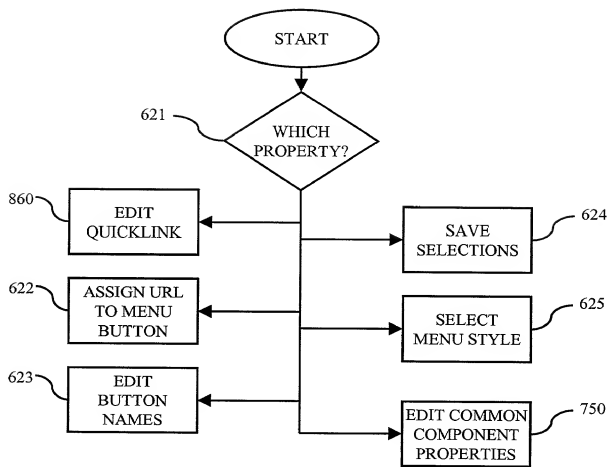 START
621
WHICH
PROPERTY?
860
EDIT
QUICKLINK
SAVE
SELECTIONS
624
622
ASSIGN URL
TO MENU
BUTTON
SELECT
MENU STYLE
625
623
EDIT
BUTTON
NAMES
EDIT COMMON
COMPONENT
PROPERTIES
750